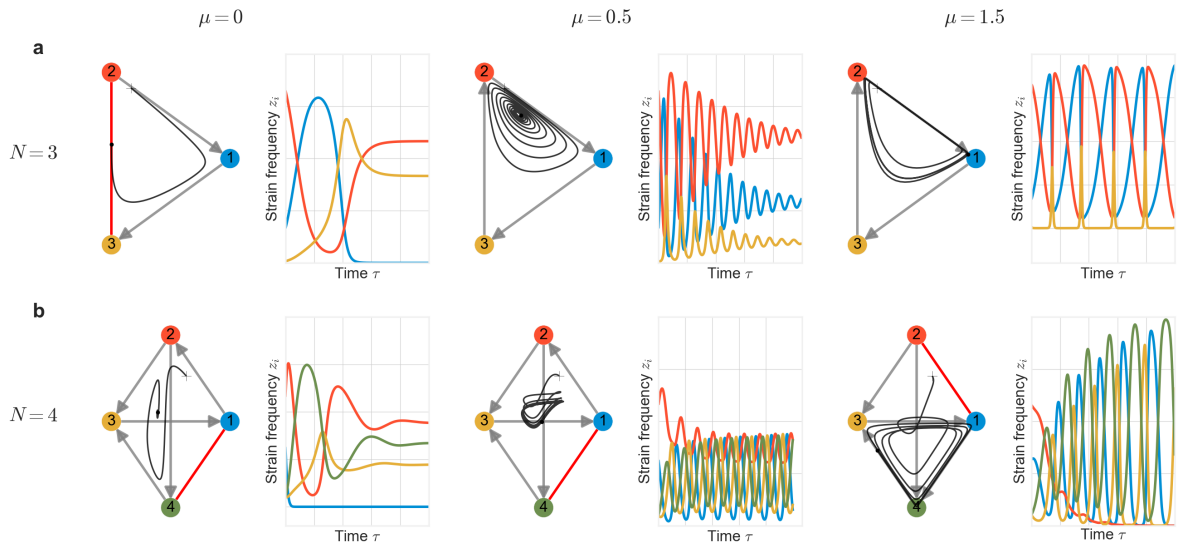 μ = 0
μ = 0.5
μ = 1.5
a
N = 3
2
1
3
Strain frequency z_i
Time τ
2
1
3
Strain frequency z_i
Time τ
2
1
3
Strain frequency z_i
Time τ
b
N = 4
2
3
1
4
Strain frequency z_i
Time τ
2
3
1
4
Strain frequency z_i
Time τ
2
3
1
4
Strain frequency z_i
Time τ